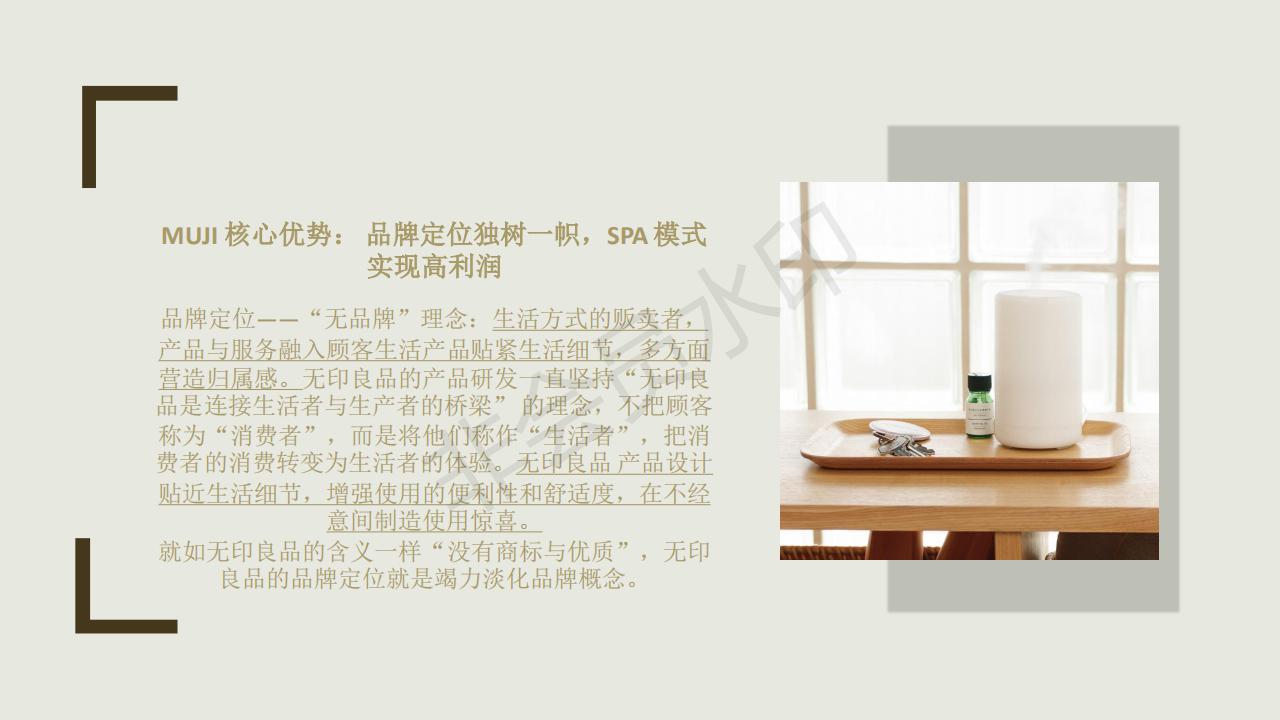 MUJI 核心优势： 品牌定位独树一帜，SPA 模式
实现高利润
品牌定位——“无品牌”理念：生活方式的贩卖者，
产品与服务融入顾客生活产品贴紧生活细节，多方面
营造归属感。无印良品的产品研发一直坚持“无印良
品是连接生活者与生产者的桥梁” 的理念，不把顾客
称为“消费者”，而是将他们称作“生活者”，把消
费者的消费转变为生活者的体验。无印良品 产品设计
贴近生活细节，增强使用的便利性和舒适度，在不经
意间制造使用惊喜。
就如无印良品的含义一样“没有商标与优质”，无印
良品的品牌定位就是竭力淡化品牌概念。
非会员水印